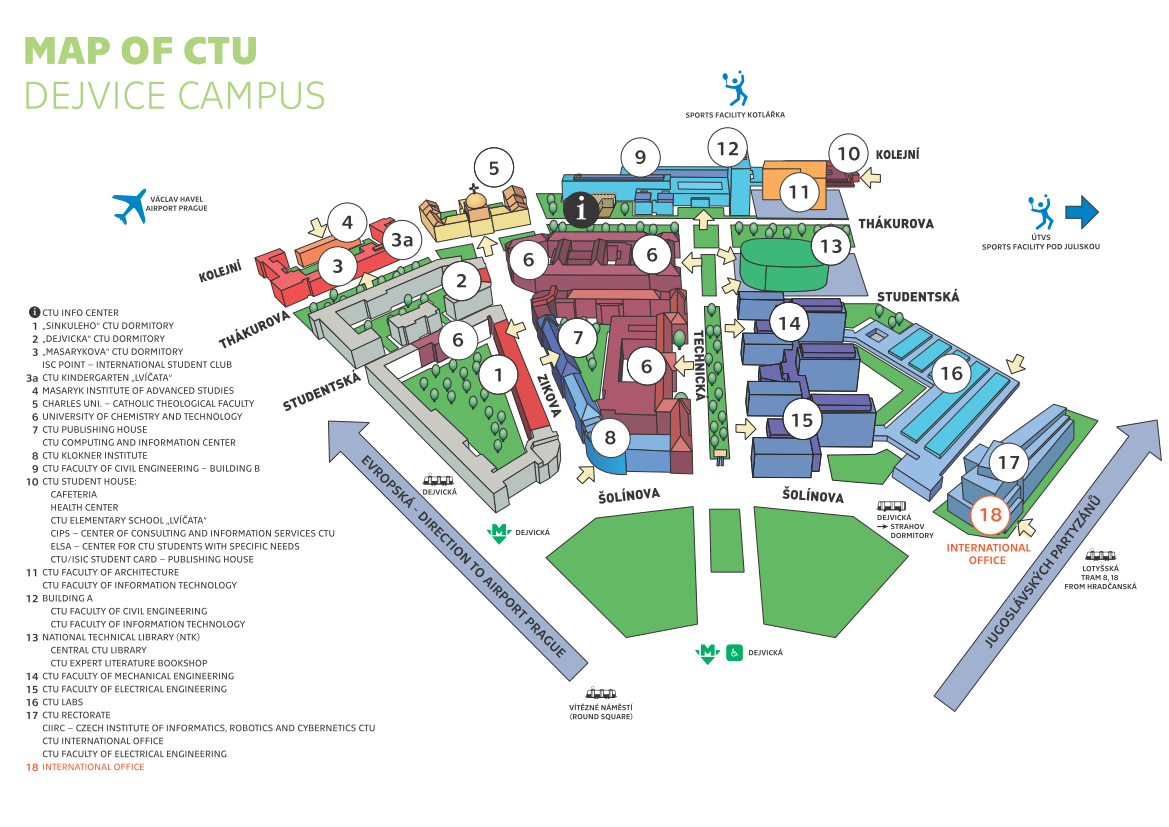 MAP OF CTU
DEJVICE CAMPUS
SPORTS FACILITY KOTLÁŘKA
VÁCLAV HAVEL
AIRPORT PRAGUE
ÚTVS
SPORTS FACILITY POD JULISKOU
5
9
12
10
KOLEJNÍ
11
4
3a
3
KOLEJNÍ
i
THÁKUROVA
6
6
13
2
THÁKUROVA
STUDENTSKÁ
6
1
7
6
14
TECHNICKÁ
16
STUDENTSKÁ
ZIKOVA
8
15
17
18
INTERNATIONAL
OFFICE
ŠOLÍNOVA
ŠOLÍNOVA
DEJVICKÁ
M DEJVICKÁ
DEJVICKÁ
→ STRAHOV
DORMITORY
EVROPSKÁ - DIRECTION TO AIRPORT PRAGUE
JUGOSLÁVSKÝCH PARTYZÁNŮ
LOTYŠSKÁ
TRAM 8, 18
FROM HRADČANSKÁ
M DEJVICKÁ
VÍTĚZNÉ NÁMĚSTÍ
(ROUND SQUARE)
i CTU INFO CENTER
1 „SINKULEHO“ CTU DORMITORY
2 „DEJVICKA“ CTU DORMITORY
3 „MASARYKOVA“ CTU DORMITORY
ISC POINT – INTERNATIONAL STUDENT CLUB
3a CTU KINDERGARTEN „LVÍČATA“
4 MASARYK INSTITUTE OF ADVANCED STUDIES
5 CHARLES UNI. – CATHOLIC THEOLOGICAL FACULTY
6 UNIVERSITY OF CHEMISTRY AND TECHNOLOGY
7 CTU PUBLISHING HOUSE
CTU COMPUTING AND INFORMATION CENTER
8 CTU KLOKNER INSTITUTE
9 CTU FACULTY OF CIVIL ENGINEERING – BUILDING B
10 CTU STUDENT HOUSE:
CAFETERIA
HEALTH CENTER
CTU ELEMENTARY SCHOOL „LVÍČATA“
CIPS – CENTER OF CONSULTING AND INFORMATION SERVICES CTU
ELSA – CENTER FOR CTU STUDENTS WITH SPECIFIC NEEDS
CTU/ISIC STUDENT CARD – PUBLISHING HOUSE
11 CTU FACULTY OF ARCHITECTURE
CTU FACULTY OF INFORMATION TECHNOLOGY
12 BUILDING A
CTU FACULTY OF CIVIL ENGINEERING
CTU FACULTY OF INFORMATION TECHNOLOGY
13 NATIONAL TECHNICAL LIBRARY (NTK)
CENTRAL CTU LIBRARY
CTU EXPERT LITERATURE BOOKSHOP
14 CTU FACULTY OF MECHANICAL ENGINEERING
15 CTU FACULTY OF ELECTRICAL ENGINEERING
16 CTU LABS
17 CTU RECTORATE
CIIRC – CZECH INSTITUTE OF INFORMATICS, ROBOTICS AND CYBERNETICS CTU
CTU INTERNATIONAL OFFICE
CTU FACULTY OF ELECTRICAL ENGINEERING
18 INTERNATIONAL OFFICE